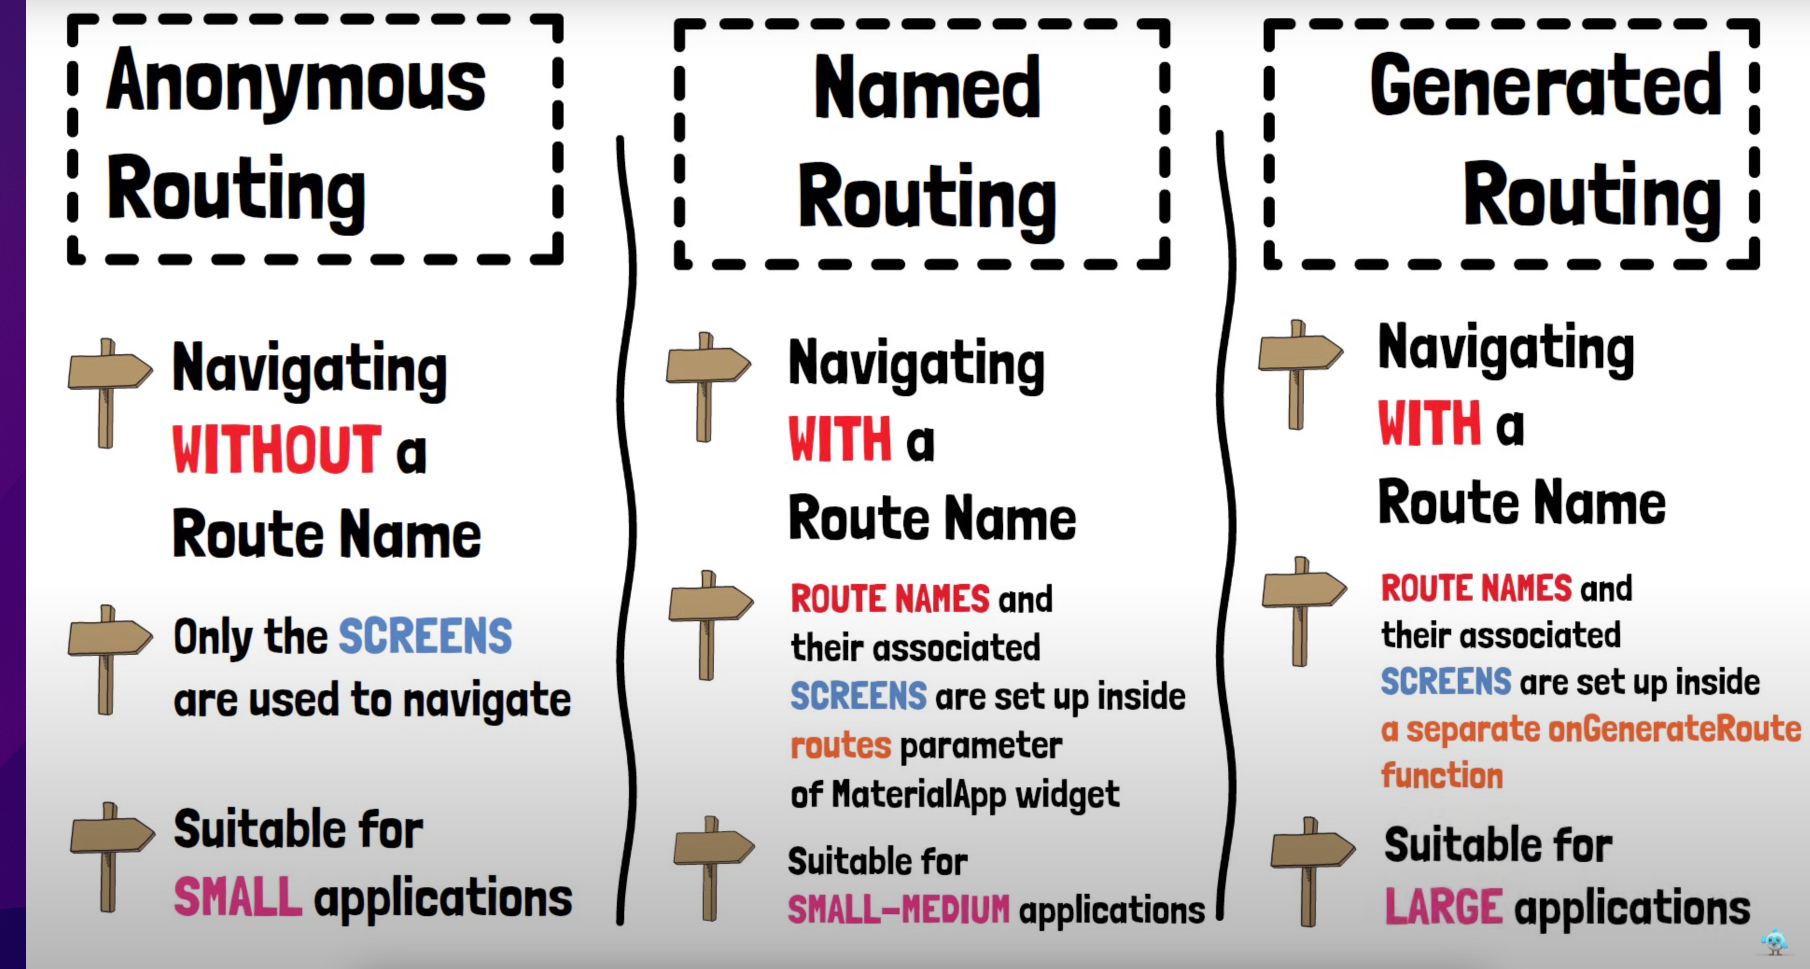 Anonymous
Routing
Navigating
WITHOUT a
Route Name
Only the SCREENS
are used to navigate
Suitable for
SMALL applications
Named
Routing
Navigating
WITH a
Route Name
ROUTE NAMES and
their associated
SCREENS are set up inside
routes parameter
of MaterialApp widget
Suitable for
SMALL-MEDIUM applications
Generated
Routing
Navigating
WITH a
Route Name
ROUTE NAMES and
their associated
SCREENS are set up inside
a separate onGenerateRoute
function
Suitable for
LARGE applications